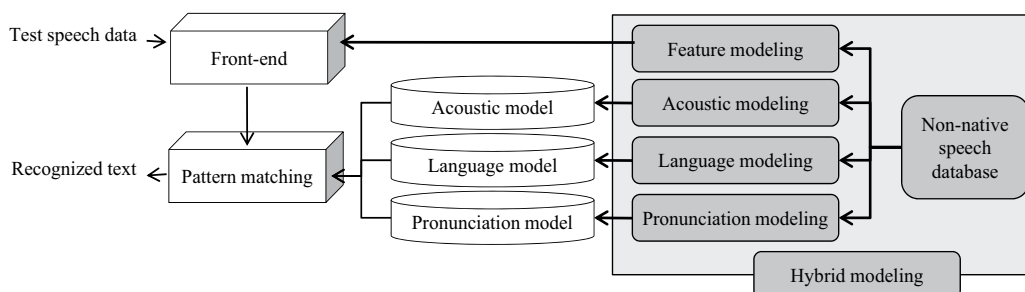 Test speech data
Front-end
Feature modeling
Acoustic model
Acoustic modeling
Non-native
speech
database
Recognized text
Pattern matching
Language model
Language modeling
Pronunciation model
Pronunciation modeling
Hybrid modeling